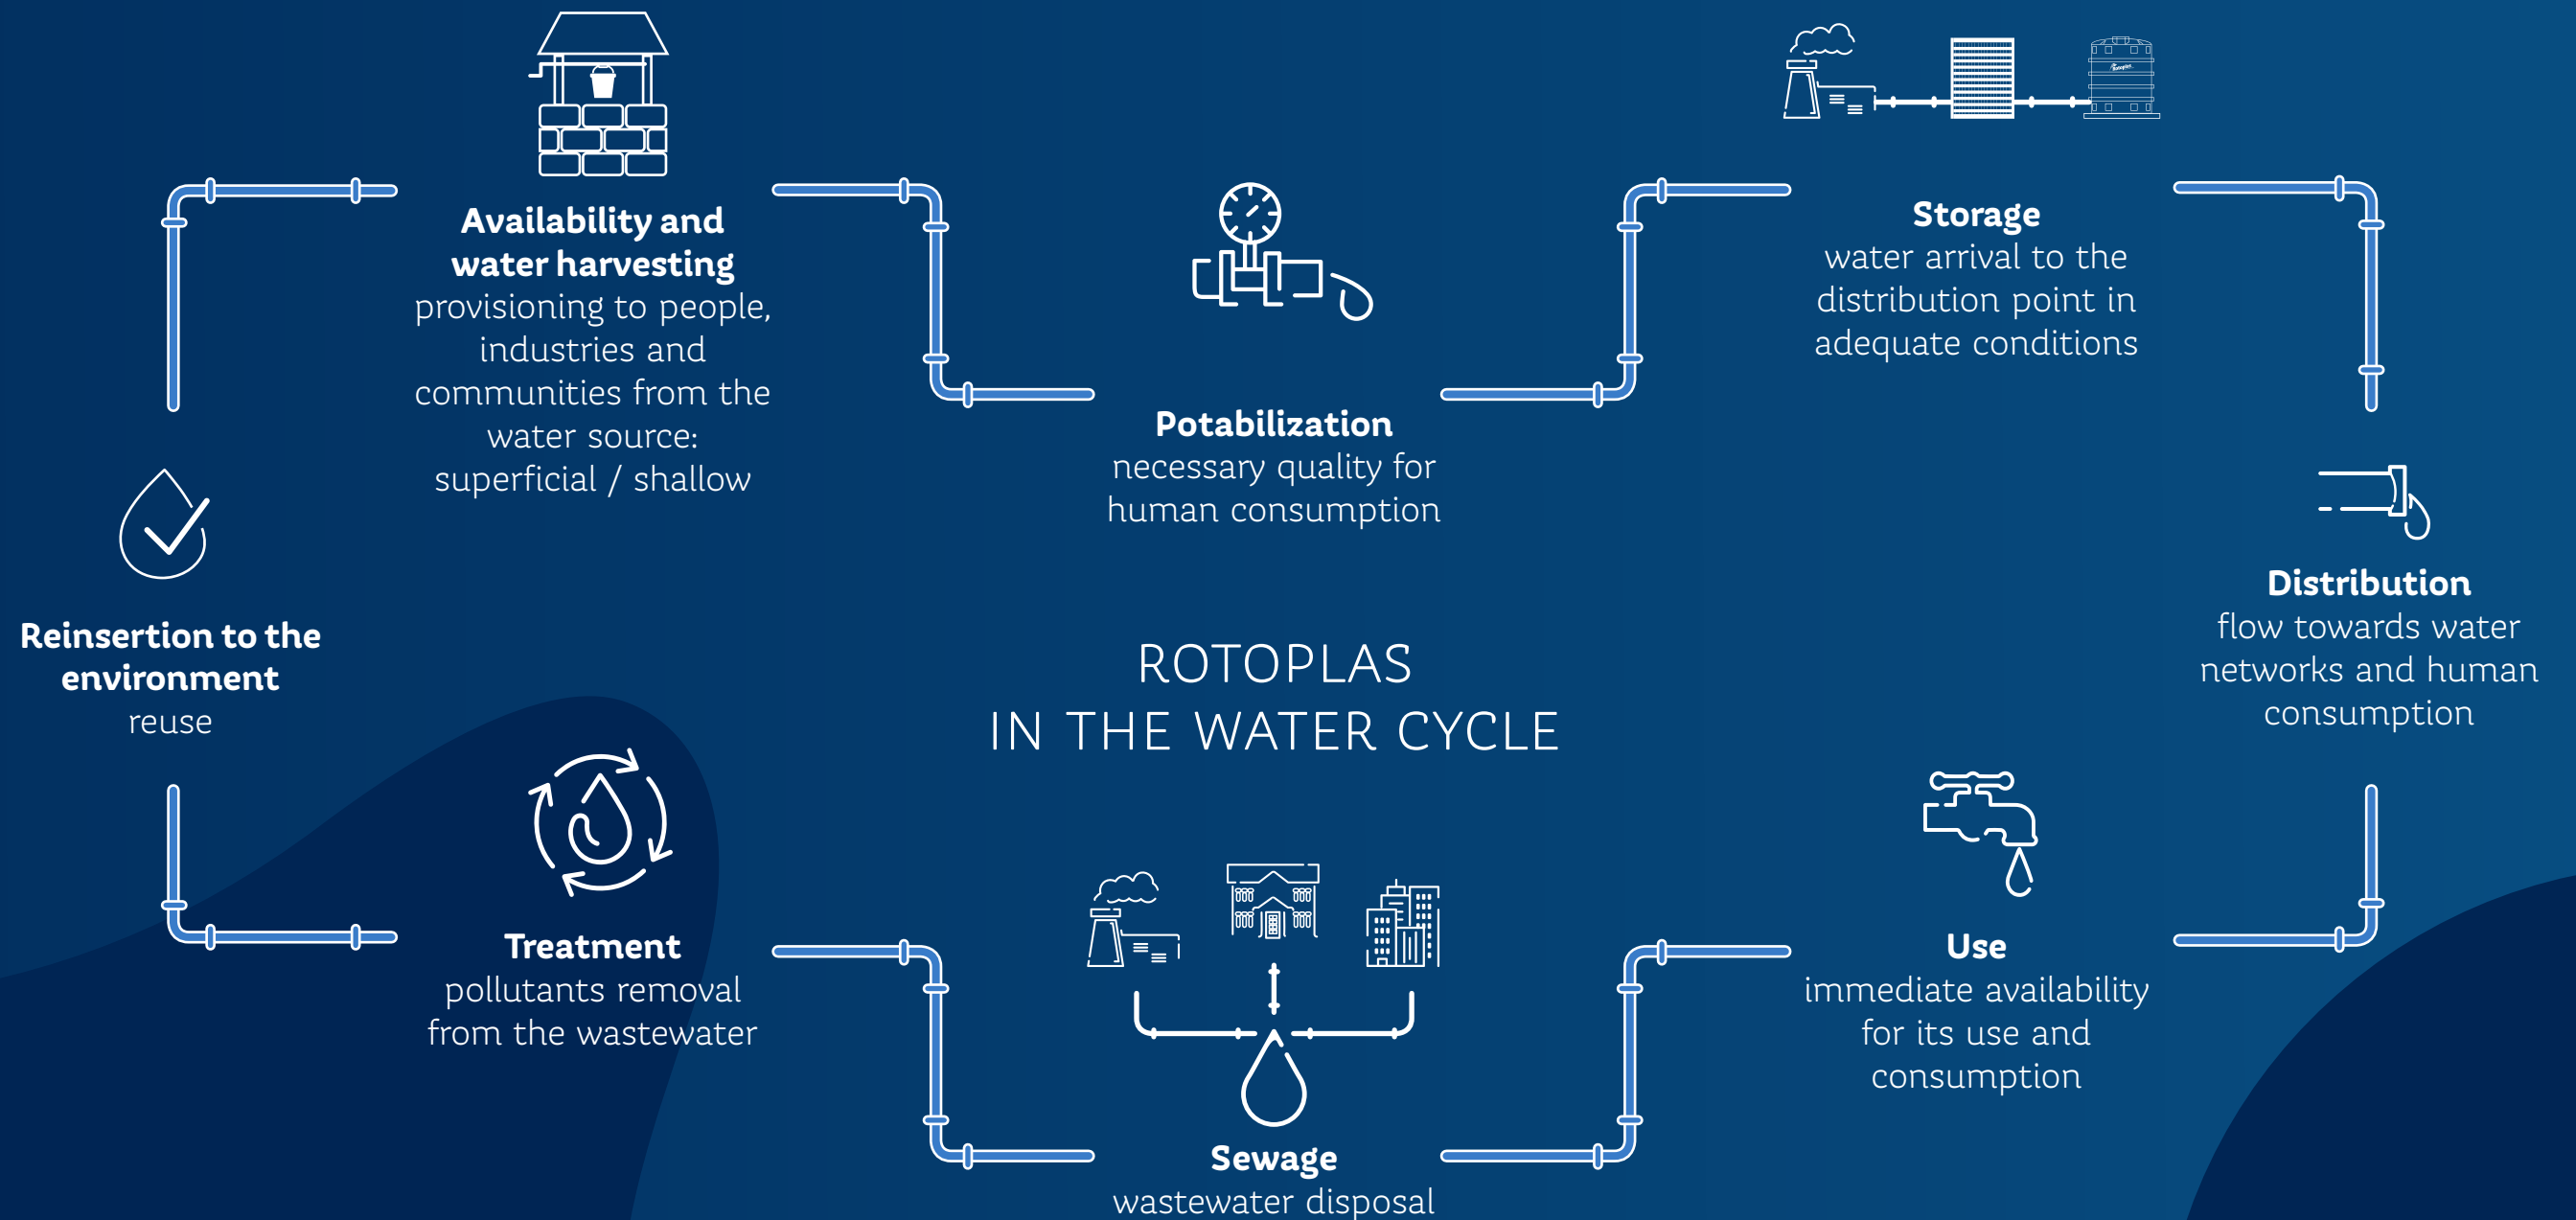 Availability and
water harvesting
provisioning to people,
industries and
communities from the
water source:
superficial / shallow
Potabilization
necessary quality for
human consumption
Rotoplas
Storage
water arrival to the
distribution point in
adequate conditions
Distribution
flow towards water
networks and human
consumption
Reinsertion to the
environment
reuse
ROTOPLAS
IN THE WATER CYCLE
Treatment
pollutants removal
from the wastewater
Sewage
wastewater disposal
Use
immediate availability
for its use and
consumption